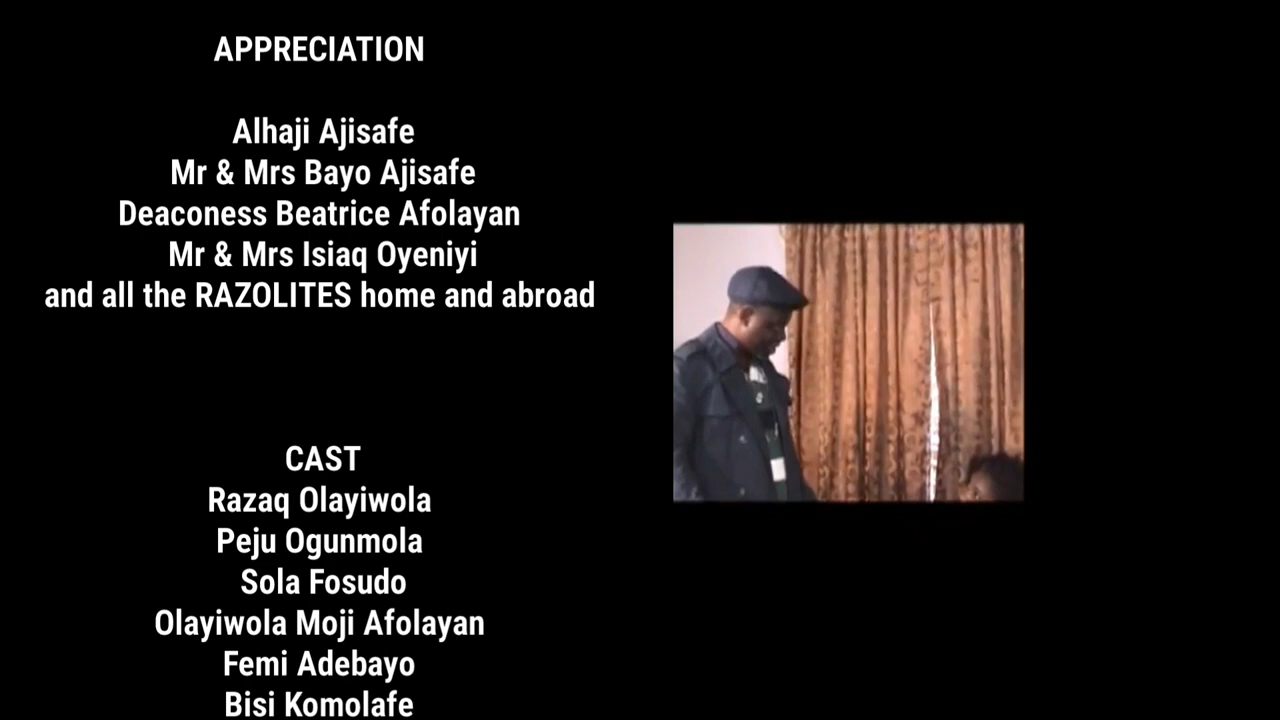 APPRECIATION
Alhaji Ajisafe
Mr & Mrs Bayo Ajisafe
Deaconess Beatrice Afolayan
Mr & Mrs Isiaq Oyeniyi
and all the RAZOLITES home and abroad
CAST
Razaq Olayiwola
Peju Ogunmola
Sola Fosudo
Olayiwola Moji Afolayan
Femi Adebayo
Bisi Komolafe